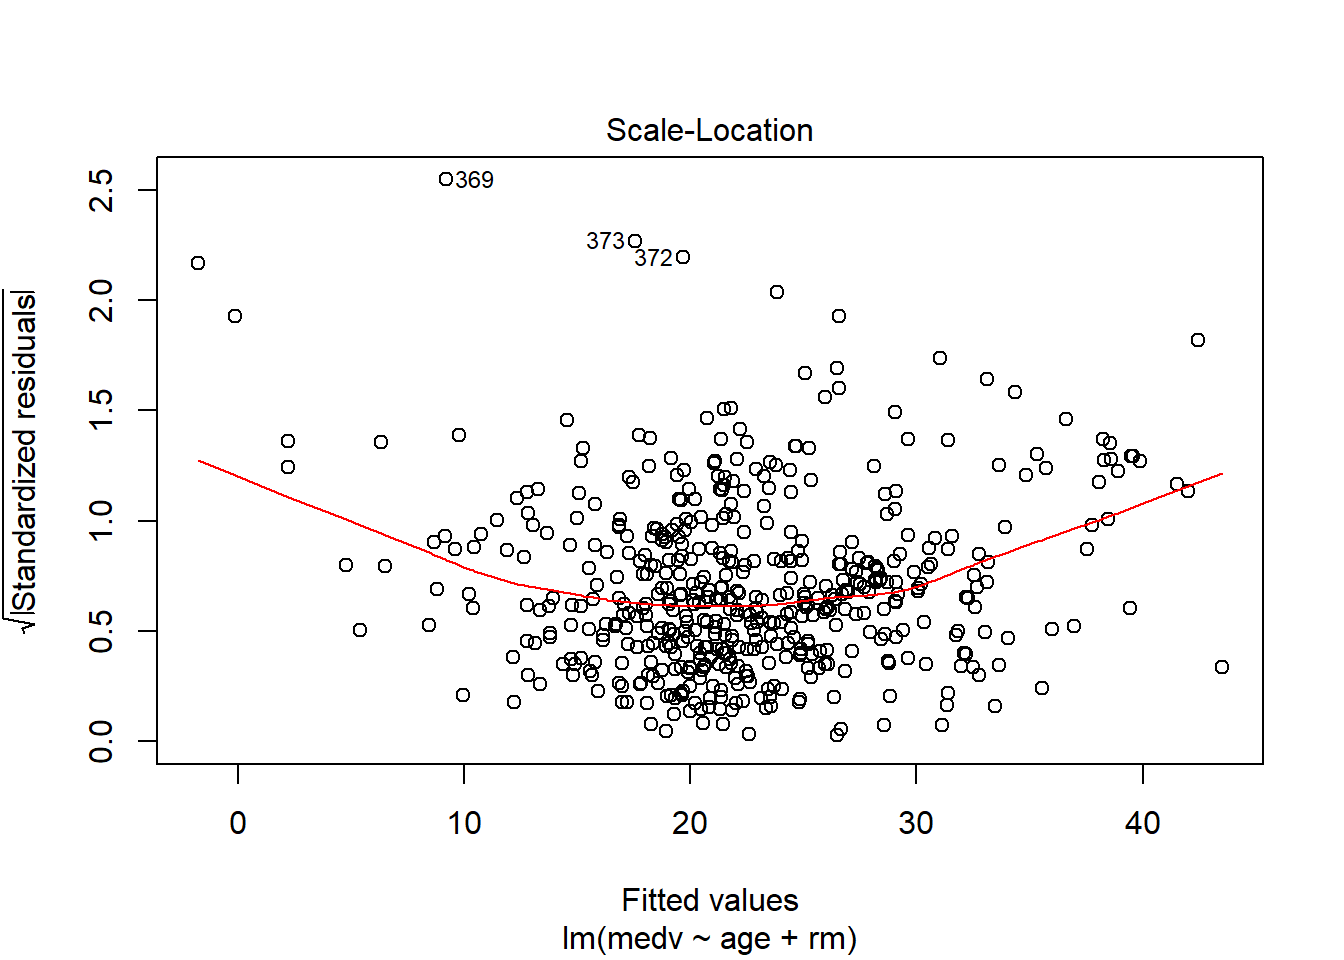 Scale-Location
√|Standardized residuals|
2.5
2.0
1.5
1.0
0.5
0.0
369
373
372
0 10 20 30 40
Fitted values
lm(medv ~ age + rm)